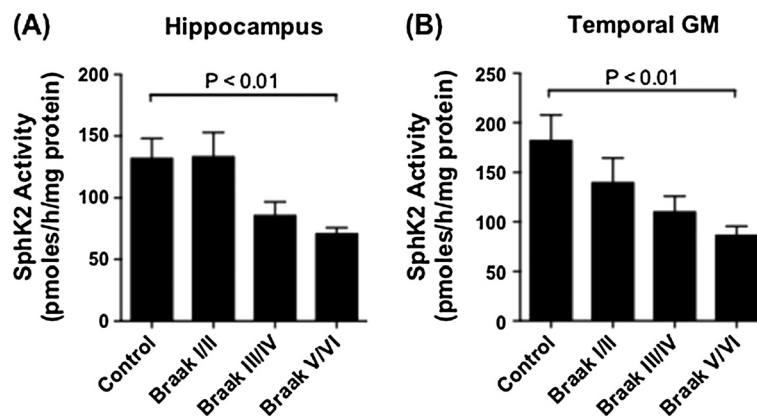 (A) Hippocampus
SphK2 Activity
(pmoles/h/mg protein)
200
150
100
50
0
P < 0.01
Control
Braak I/II
Braak III/IV
Braak V/VI
(B) Temporal GM
SphK2 Activity
(pmoles/h/mg protein)
250
200
150
100
50
0
P < 0.01
Control
Braak I/II
Braak III/IV
Braak V/VI